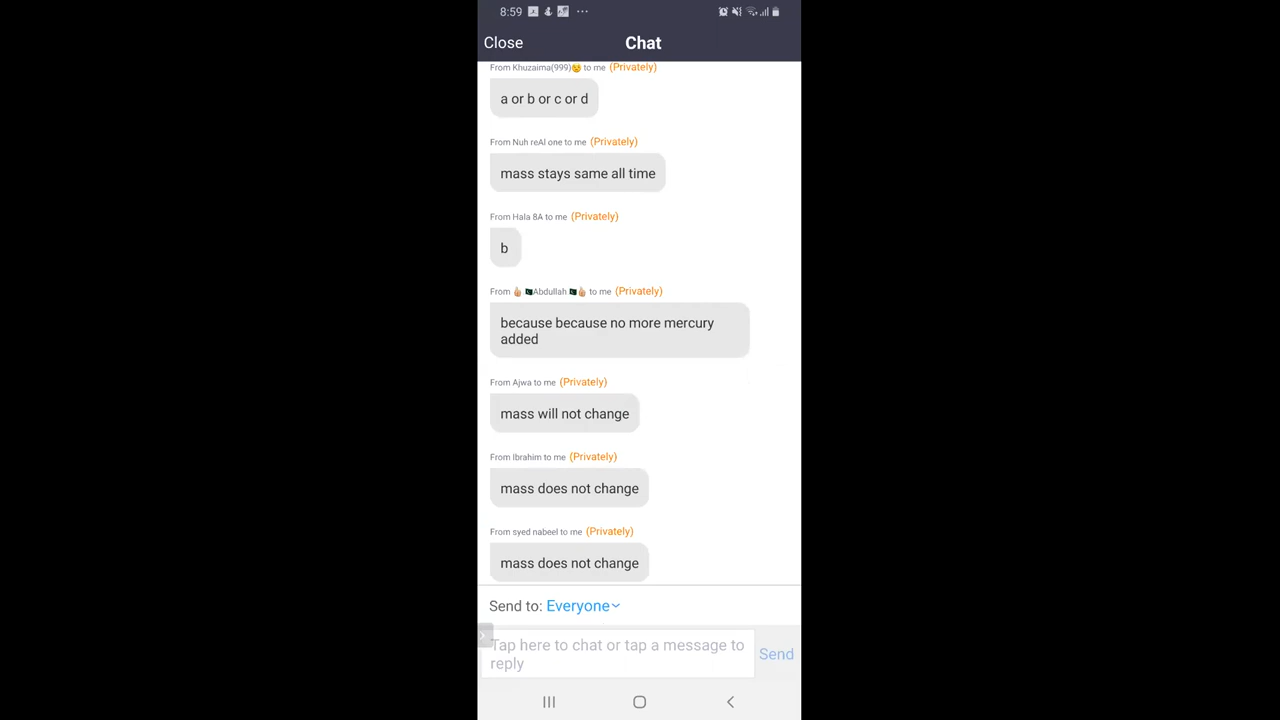 8:59
Close
Chat
From Khuzaima(999)😒 to me (Privately)
a or b or c or d
From Nuh reAl one to me (Privately)
mass stays same all time
From Hala 8A to me (Privately)
b
From 👆🏼 🇵🇰Abdullah 🇵🇰👆🏼 to me (Privately)
because because no more mercury
added
From Ajwa to me (Privately)
mass will not change
From Ibrahim to me (Privately)
mass does not change
From syed nabeel to me (Privately)
mass does not change
Send to: Everyone
Tap here to chat or tap a message to
reply
Send